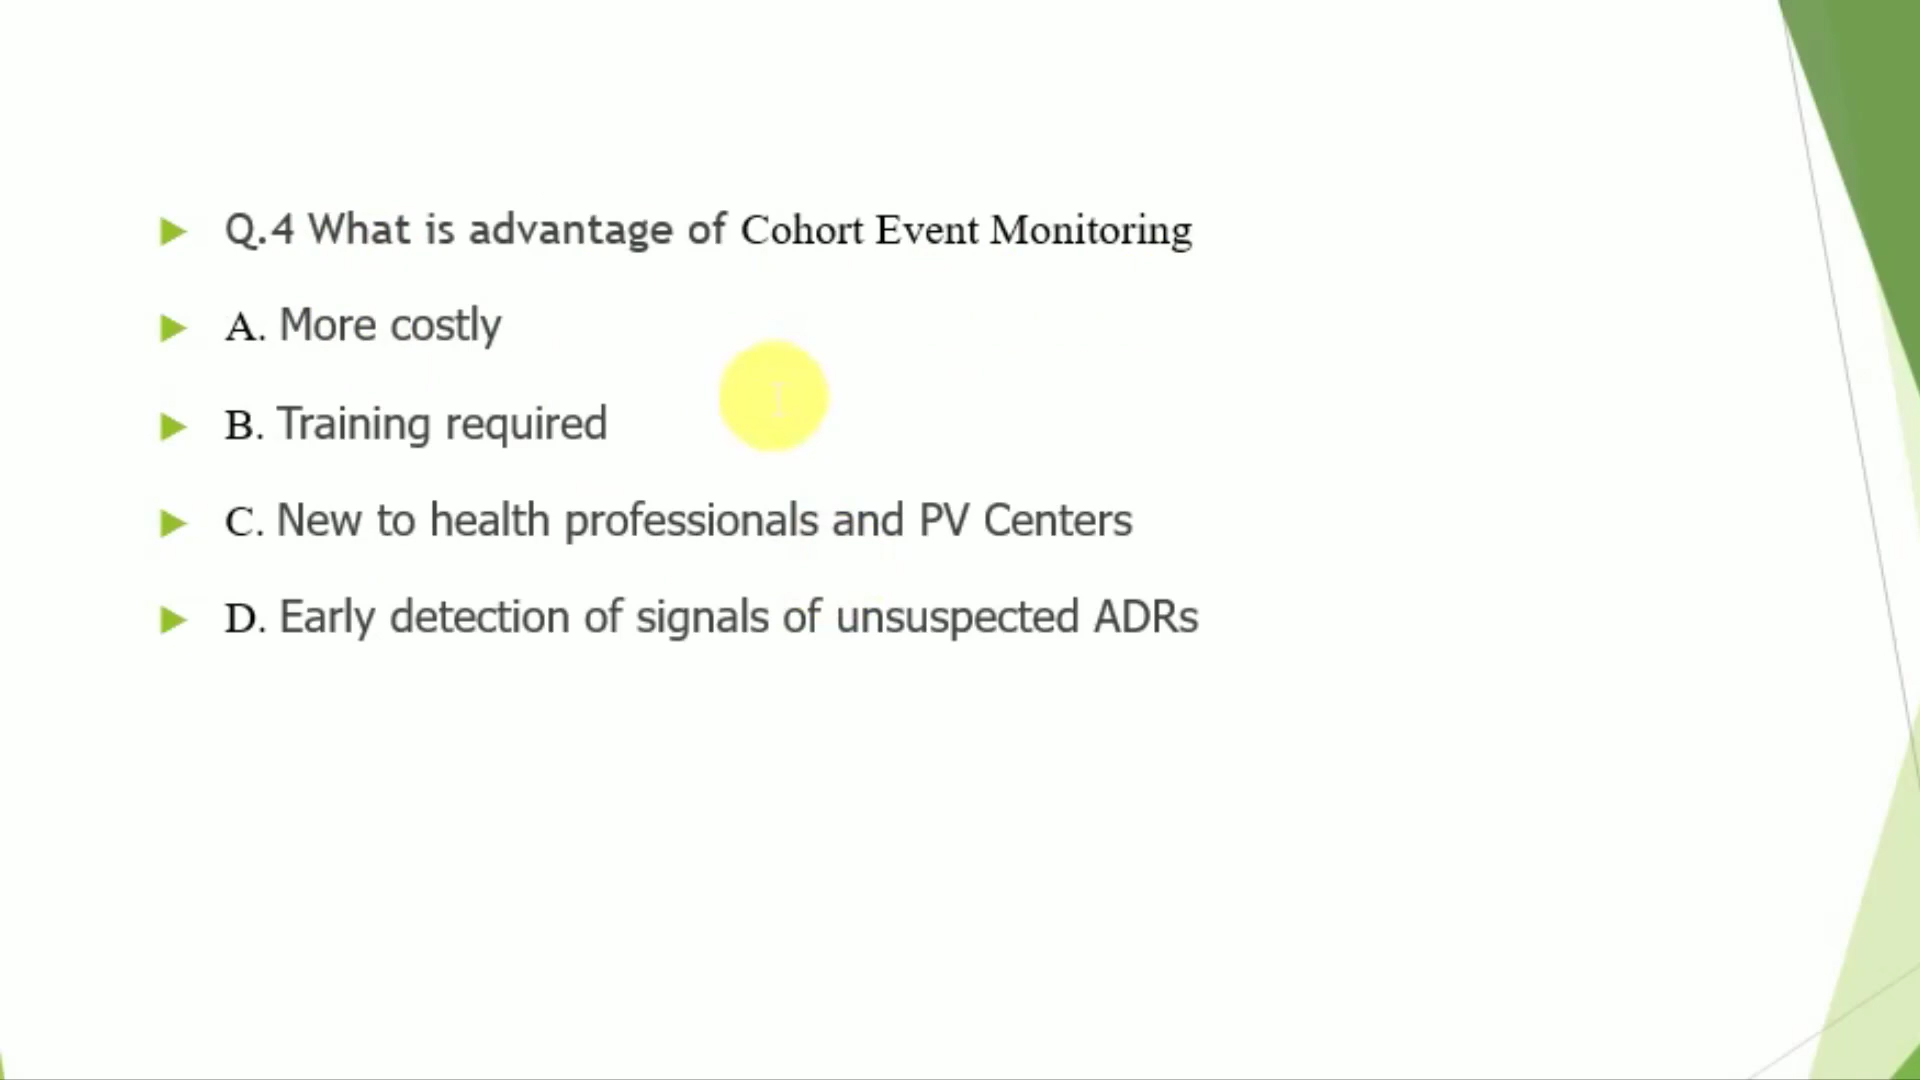 Q.4 What is advantage of Cohort Event Monitoring
A. More costly
B. Training required
C. New to health professionals and PV Centers
D. Early detection of signals of unsuspected ADRs